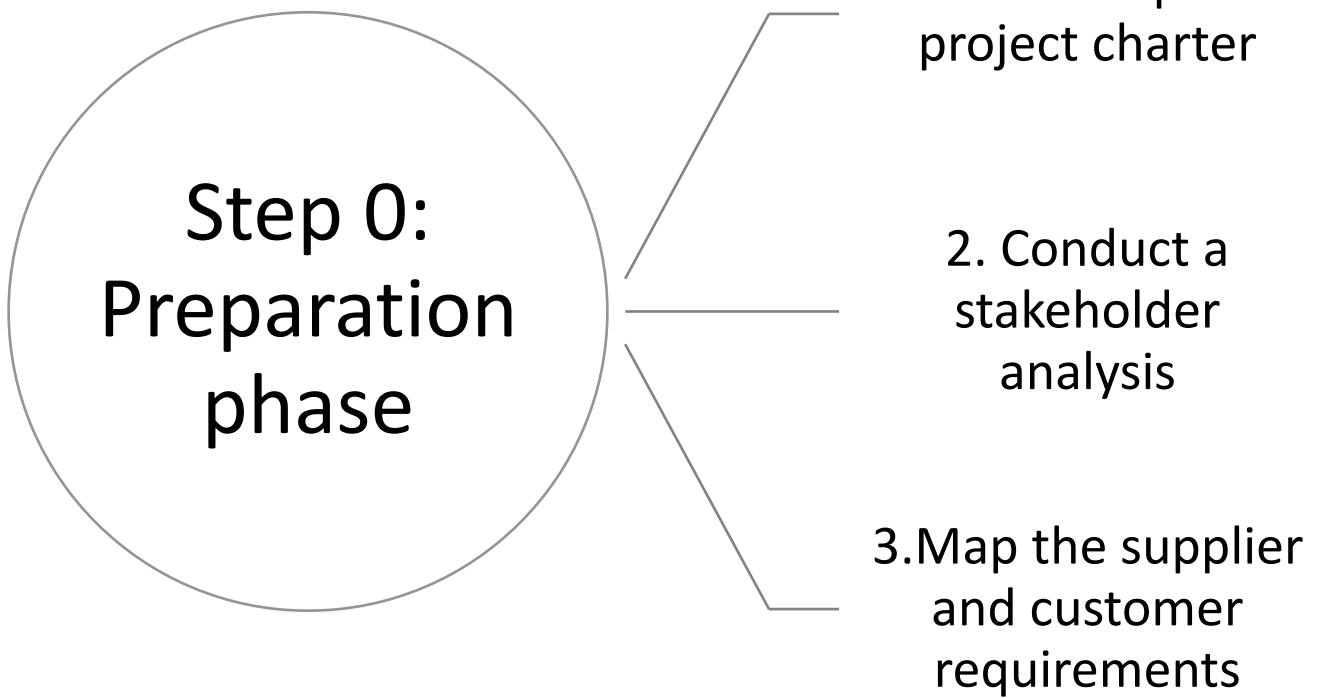 Step 0:
Preparation
phase
project charter
2. Conduct a
stakeholder
analysis
3.Map the supplier
and customer
requirements